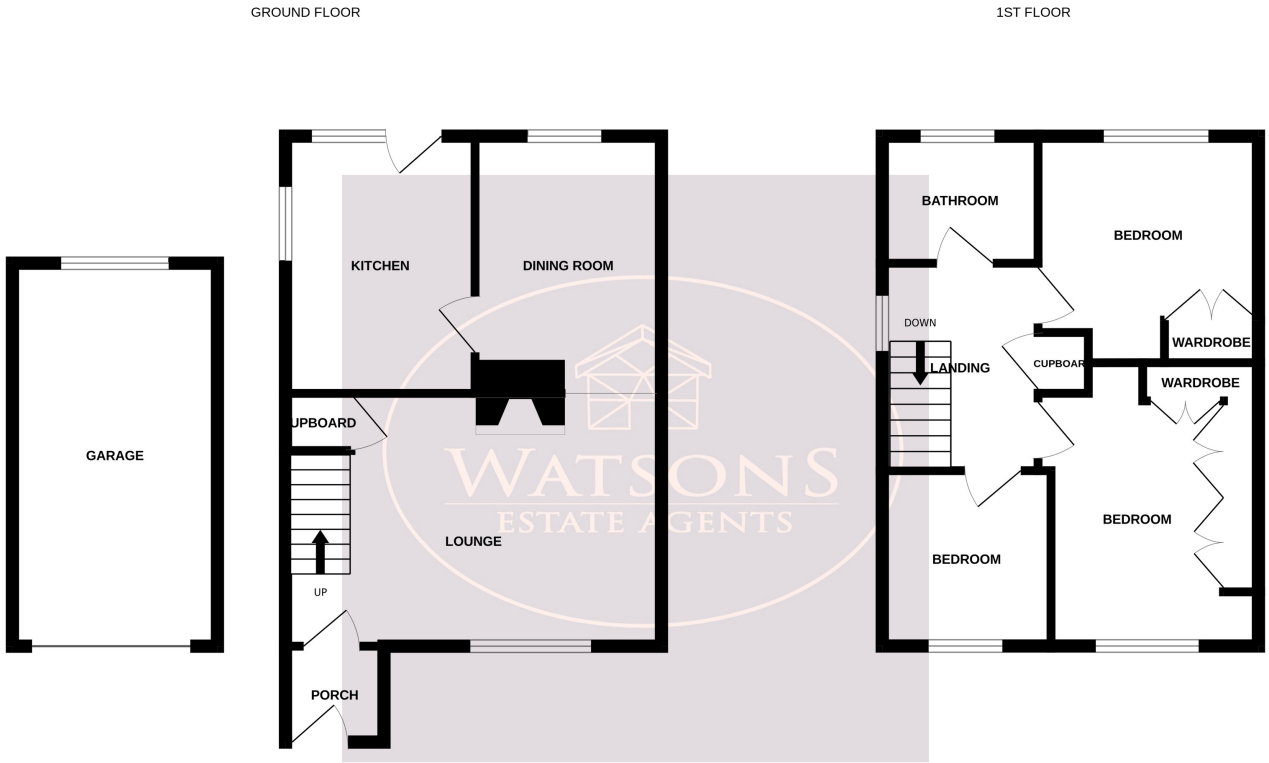 GROUND FLOOR
1ST FLOOR
KITCHEN
DINING ROOM
GARAGE
UPBOARD
LOUNGE
UP
PORCH
BATHROOM
BEDROOM
DOWN
LANDING
CUPBOAR
WARDROBE
WARDROBE
BEDROOM
BEDROOM
WATSONS
ESTATE AGENTS